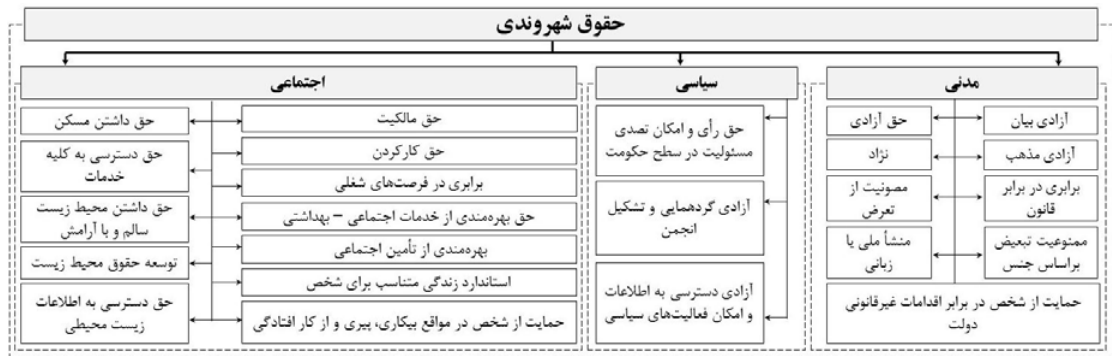 حقوق شهروندی
مدنی
آزادی بیان
حق آزادی
آزادی مذهب
نژاد
برابری در برابر
قانون
مصونیت از
تعرض
ممنوعیت تبعیض
براساس جنس
منشأ ملی یا
زبانی
حمایت از شخص در برابر اقدامات غیرقانونی
دولت
سیاسی
حق رأی و امکان تصدی
مسئولیت در سطح حکومت
آزادی گردهمایی و تشکیل
انجمن
آزادی دسترسی به اطلاعات
و امکان فعالیت‌های سیاسی
اجتماعی
حق مالکیت
حق کارکردن
برابری در فرصت‌های شغلی
حق بهره‌مندی از خدمات اجتماعی – بهداشتی
بهره‌مندی از تأمین اجتماعی
استاندارد زندگی متناسب برای شخص
حمایت از شخص در مواقع بیکاری، پیری و از کار افتادگی
حق داشتن مسکن
حق دسترسی به کلیه
خدمات
حق داشتن محیط زیست
سالم و با آرامش
توسعه حقوق محیط زیست
حق دسترسی به اطلاعات
زیست محیطی